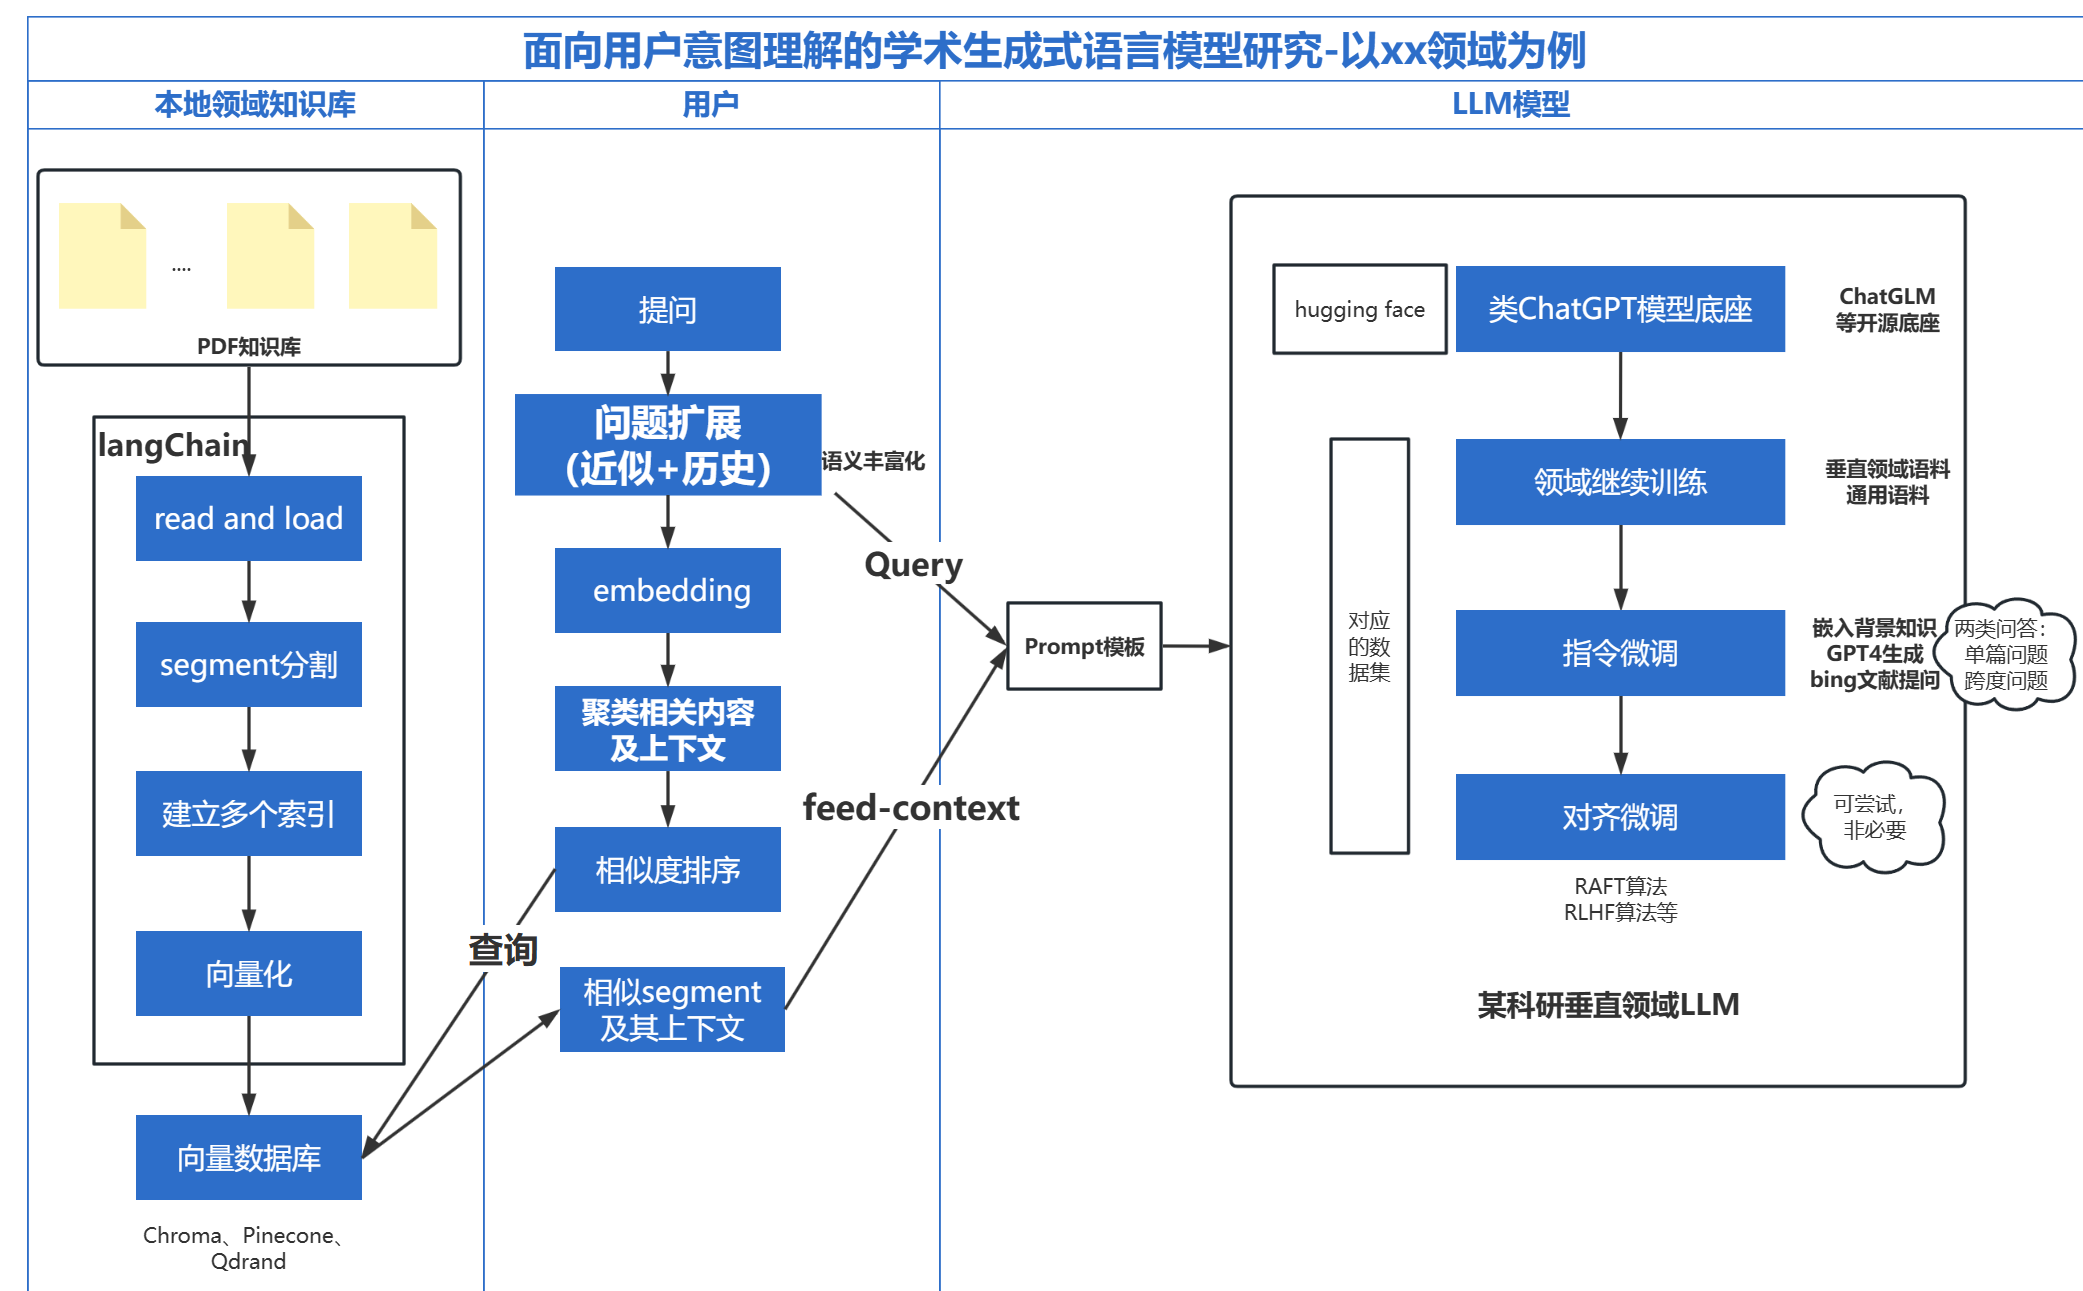 面向用户意图理解的学术生成式语言模型研究-以xx领域为例
本地领域知识库
用户
LLM模型
....
PDF知识库
langChain
read and load
segment分割
建立多个索引
向量化
向量数据库
Chroma、Pinecone、
Qdrand
提问
问题扩展
(近似+历史)
语义丰富化
embedding
聚类相关内容
及上下文
相似度排序
查询
相似segment
及其上下文
Query
feed-context
Prompt模板
hugging face
类ChatGPT模型底座
ChatGLM
等开源底座
对应
的数
据集
领域继续训练
垂直领域语料
通用语料
指令微调
嵌入背景知识
GPT4生成
bing文献提问
两类问答：
单篇问题
跨度问题
对齐微调
可尝试，
非必要
RAFT算法
RLHF算法等
某科研垂直领域LLM